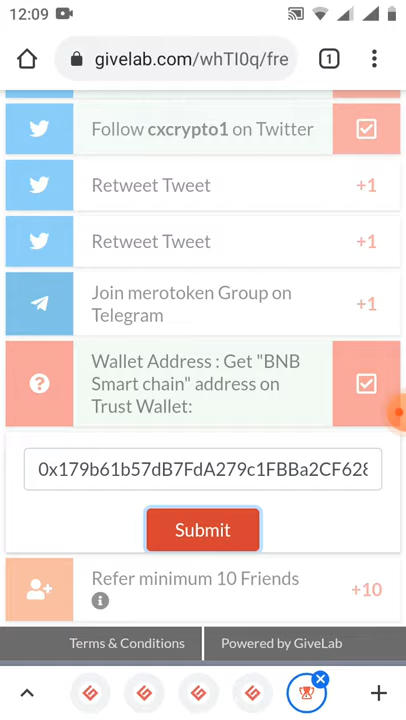 12:09
givelab.com/whTI0q/fre
1
Follow cxcrypto1 on Twitter
Retweet Tweet +1
Retweet Tweet +1
Join merotoken Group on
Telegram
+1
Wallet Address : Get "BNB
Smart chain" address on
Trust Wallet:
0x179b61b57dB7FdA279c1FBBa2CF628
Submit
Refer minimum 10 Friends
+10
Terms & Conditions
Powered by GiveLab